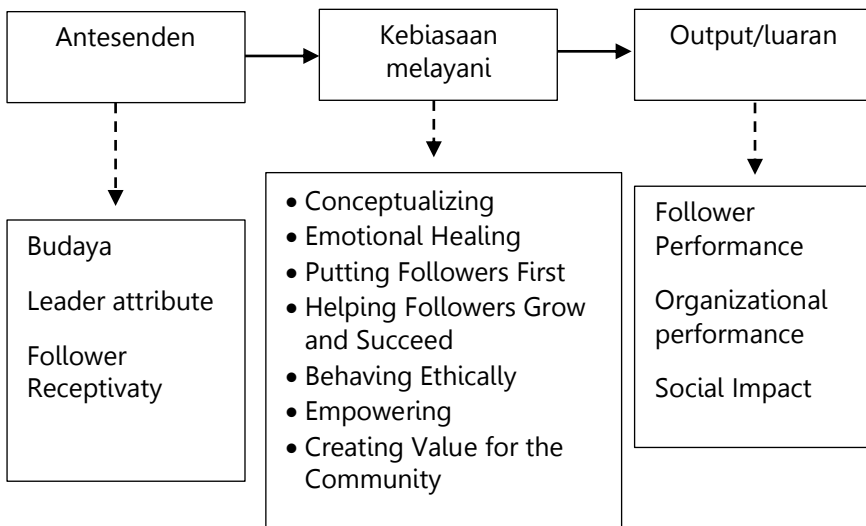 Antesenden
Kebiasaan
melayani
Output/luaran
Budaya
Leader attribute
Follower
Receptivaty
• Conceptualizing
• Emotional Healing
• Putting Followers First
• Helping Followers Grow
and Succeed
• Behaving Ethically
• Empowering
• Creating Value for the
Community
Follower
Performance
Organizational
performance
Social Impact